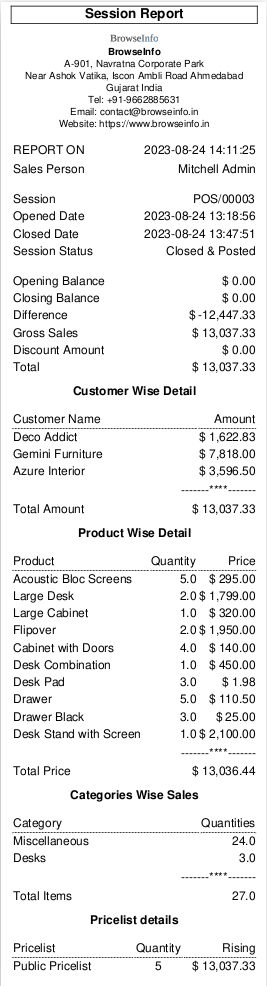 Session Report
BrowseInfo
BrowseInfo
A-901, Navratna Corporate Park
Near Ashok Vatika, Iscon Ambli Road Ahmedabad
Gujarat India
Tel: +91-9662885631
Email: contact@browseinfo.in
Website: https://www.browseinfo.in
REPORT ON 2023-08-24 14:11:25
Sales Person Mitchell Admin
Session POS/00003
Opened Date 2023-08-24 13:18:56
Closed Date 2023-08-24 13:47:51
Session Status Closed & Posted
Opening Balance $ 0.00
Closing Balance $ 0.00
Difference $ -12,447.33
Gross Sales $ 13,037.33
Discount Amount $ 0.00
Total $ 13,037.33
Customer Wise Detail
Customer Name Amount
Deco Addict $ 1,622.83
Gemini Furniture $ 7,818.00
Azure Interior $ 3,596.50
-------****-------
Total Amount $ 13,037.33
Product Wise Detail
Product Quantity Price
Acoustic Bloc Screens 5.0 $ 295.00
Large Desk 2.0 $ 1,799.00
Large Cabinet 1.0 $ 320.00
Flipover 2.0 $ 1,950.00
Cabinet with Doors 4.0 $ 140.00
Desk Combination 1.0 $ 450.00
Desk Pad 3.0 $ 1.98
Drawer 5.0 $ 110.50
Drawer Black 3.0 $ 25.00
Desk Stand with Screen 1.0 $ 2,100.00
-------****-------
Total Price $ 13,036.44
Categories Wise Sales
Category Quantities
Miscellaneous 24.0
Desks 3.0
-------****-------
Total Items 27.0
Pricelist details
Pricelist Quantity Rising
Public Pricelist 5 $ 13,037.33